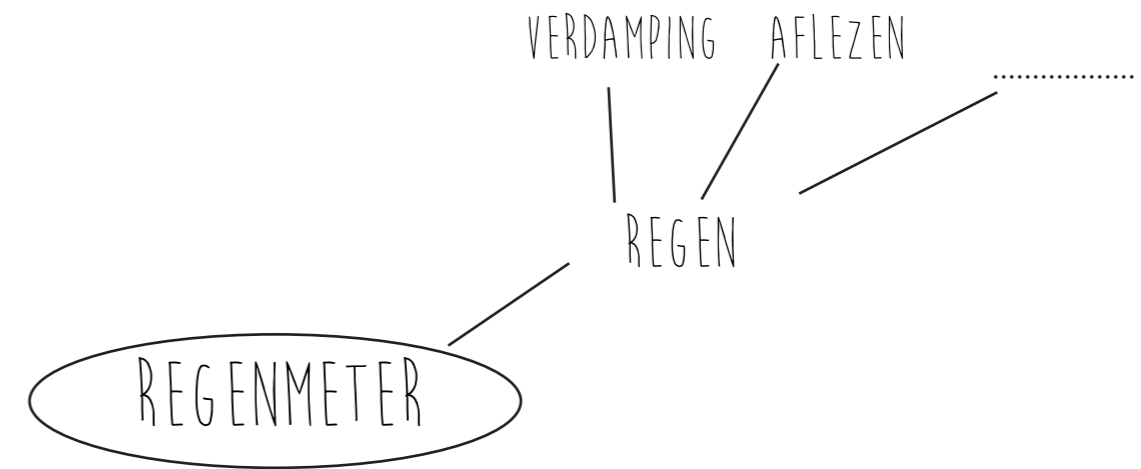 VERDAMPING AFLEZEN
..................
REGEN
REGENMETER